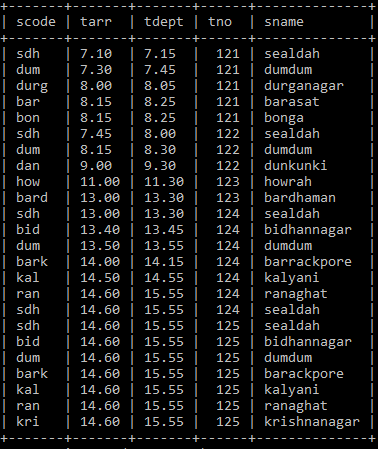 +-------+-------+-------+------+--------------+
| scode | tarr  | tdept | tno  | sname        |
+-------+-------+-------+------+--------------+
| sdh   | 7.10  | 7.15  |  121 | sealdah      |
| dum   | 7.30  | 7.45  |  121 | dumdum       |
| durg  | 8.00  | 8.05  |  121 | durganagar   |
| bar   | 8.15  | 8.25  |  121 | barasat      |
| bon   | 8.15  | 8.25  |  121 | bonga        |
| sdh   | 7.45  | 8.00  |  122 | sealdah      |
| dum   | 8.15  | 8.30  |  122 | dumdum       |
| dan   | 9.00  | 9.30  |  122 | dunkunki     |
| how   | 11.00 | 11.30 |  123 | howrah       |
| bard  | 13.00 | 13.30 |  123 | bardhaman    |
| sdh   | 13.00 | 13.30 |  124 | sealdah      |
| bid   | 13.40 | 13.45 |  124 | bidhannagar  |
| dum   | 13.50 | 13.55 |  124 | dumdum       |
| bark  | 14.00 | 14.15 |  124 | barrackpore  |
| kal   | 14.50 | 14.55 |  124 | kalyani      |
| ran   | 14.60 | 15.55 |  124 | ranaghat     |
| sdh   | 14.60 | 15.55 |  124 | sealdah      |
| sdh   | 14.60 | 15.55 |  125 | sealdah      |
| bid   | 14.60 | 15.55 |  125 | bidhannagar  |
| dum   | 14.60 | 15.55 |  125 | dumdum       |
| bark  | 14.60 | 15.55 |  125 | barackpore   |
| kal   | 14.60 | 15.55 |  125 | kalyani      |
| ran   | 14.60 | 15.55 |  125 | ranaghat     |
| kri   | 14.60 | 15.55 |  125 | krishnanagar |
+-------+-------+-------+------+--------------+